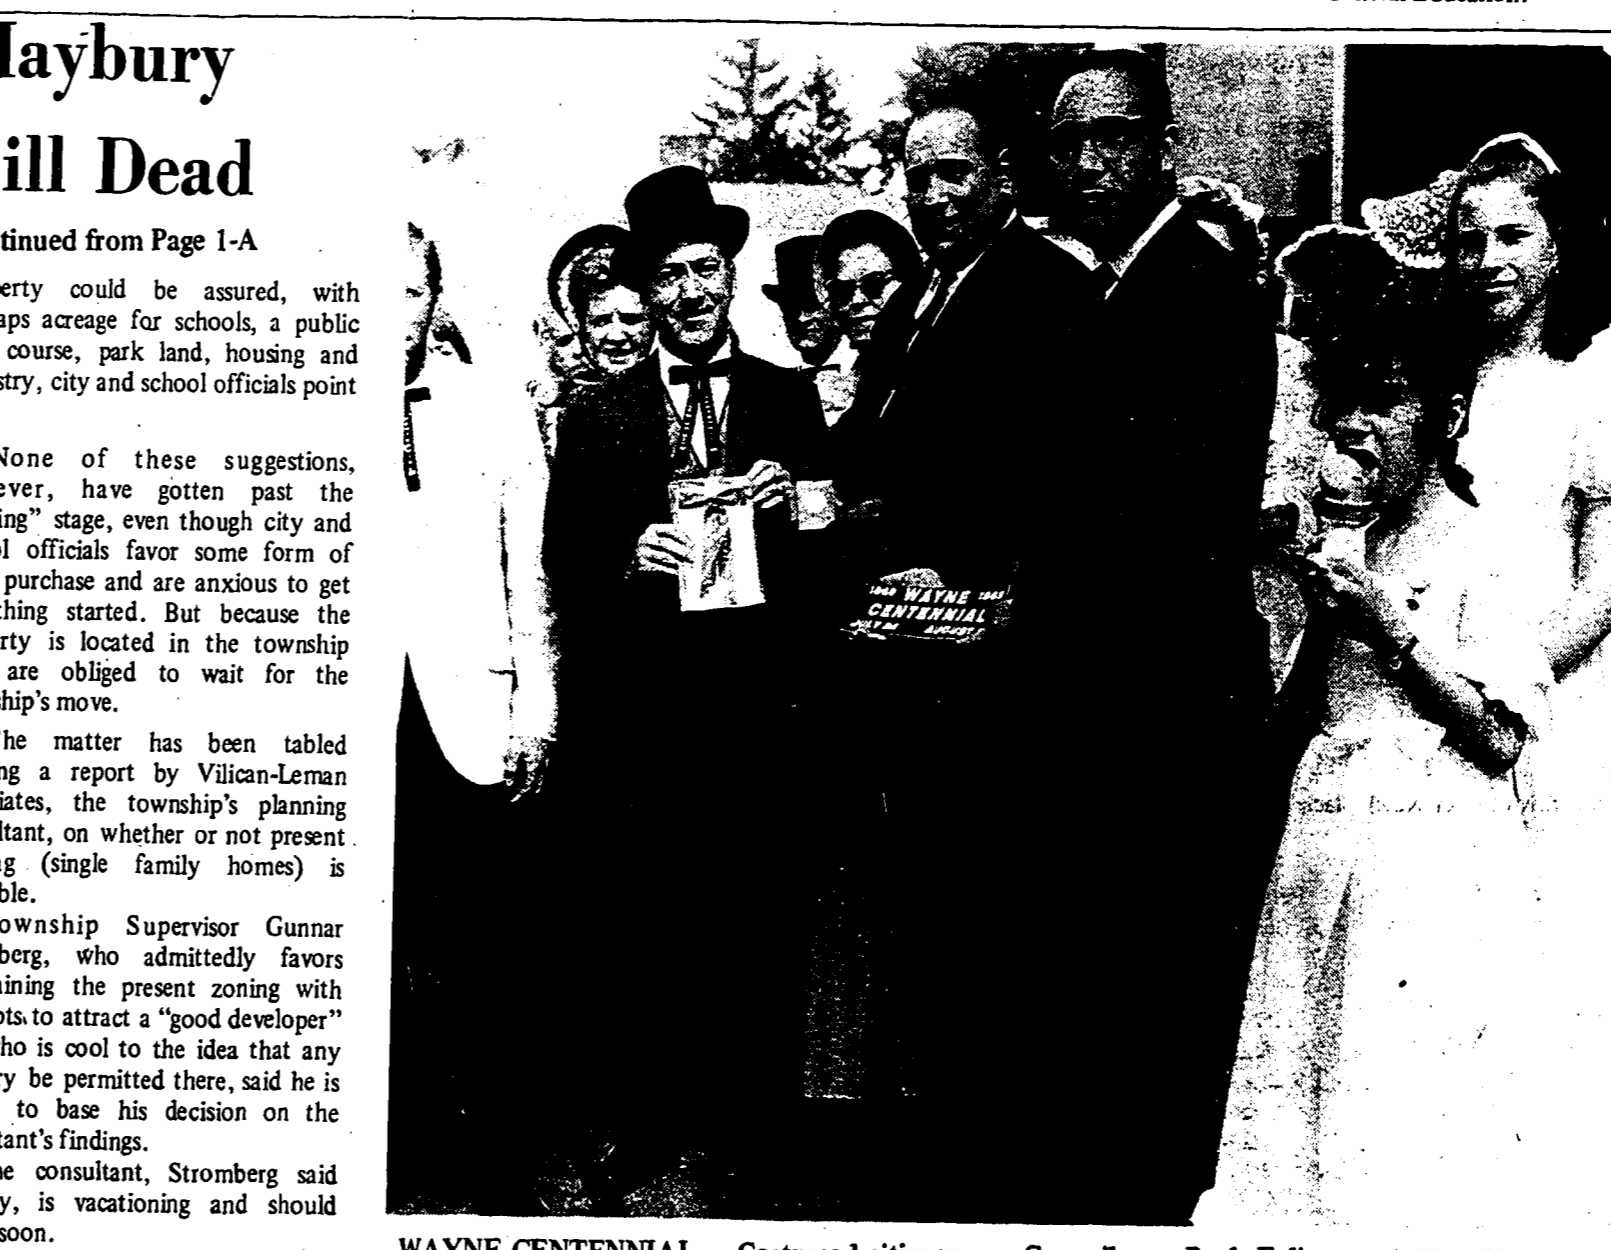 Maybury
ill Dead
tinued from Page 1-A
erty could be assured, with
aps acreage for schools, a public
course, park land, housing and
stry, city and school officials point
None of these suggestions,
ever, have gotten past the
ing" stage, even though city and
l officials favor some form of
purchase and are anxious to get
thing started. But because the
rty is located in the township
are obliged to wait for the
hip's move.
he matter has been tabled
ng a report by Vilican-Leman
iates, the township's planning
ltant, on whether or not present
g (single family homes) is
ble.
ownship Supervisor Gunnar
berg, who admittedly favors
ining the present zoning with
pts to attract a "good developer"
ho is cool to the idea that any
ry be permitted there, said he is
to base his decision on the
tant's findings.
e consultant, Stromberg said
y, is vacationing and should
soon.
WAYNE
CENTENNIAL
AUGUST
WAYNE CENTENNIAL